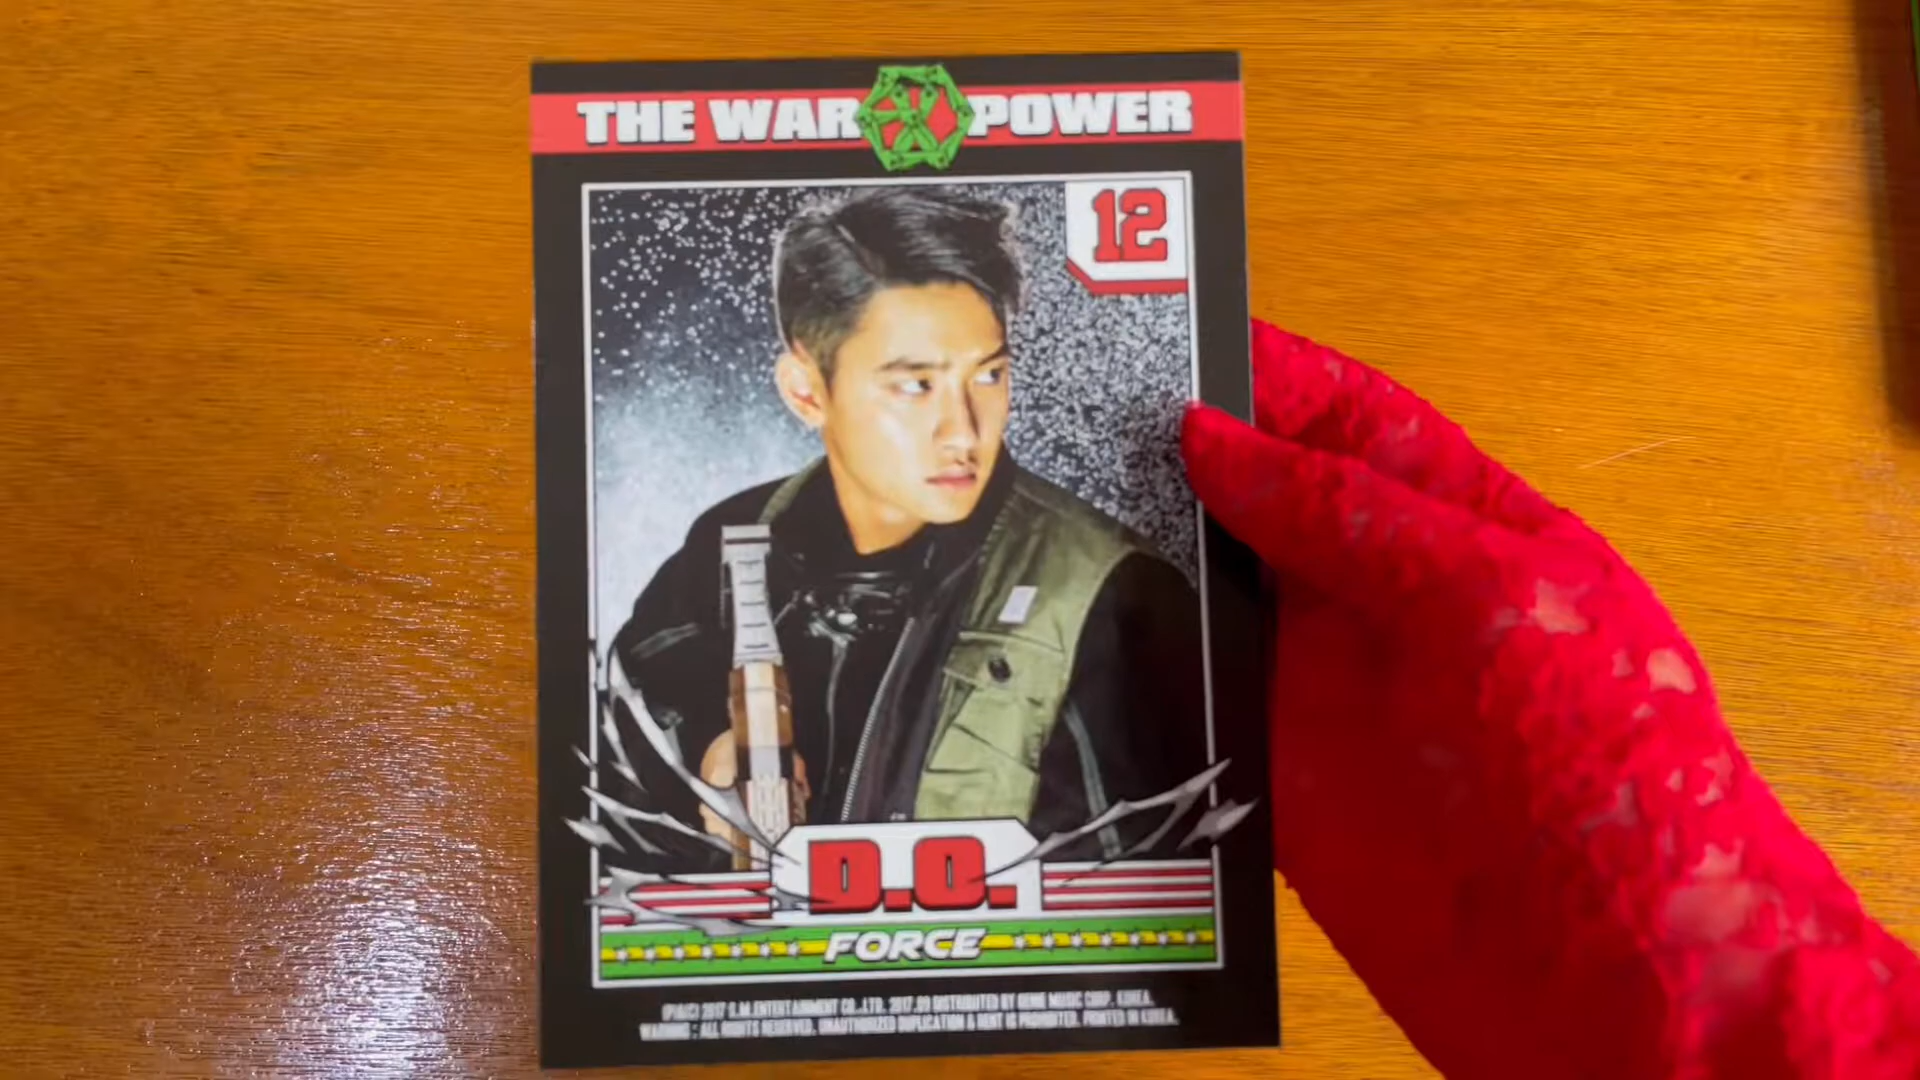 THE WAR POWER
12
D.O.
FORCE
(P)&(C) 2017 S.M.ENTERTAINMENT CO.,LTD. 2017.09 DISTRIBUTED BY GENIE MUSIC CORP., KOREA.
WARNING : ALL RIGHTS RESERVED. UNAUTHORIZED DUPLICATION & RENT IS PROHIBITED. PRINTED IN KOREA.